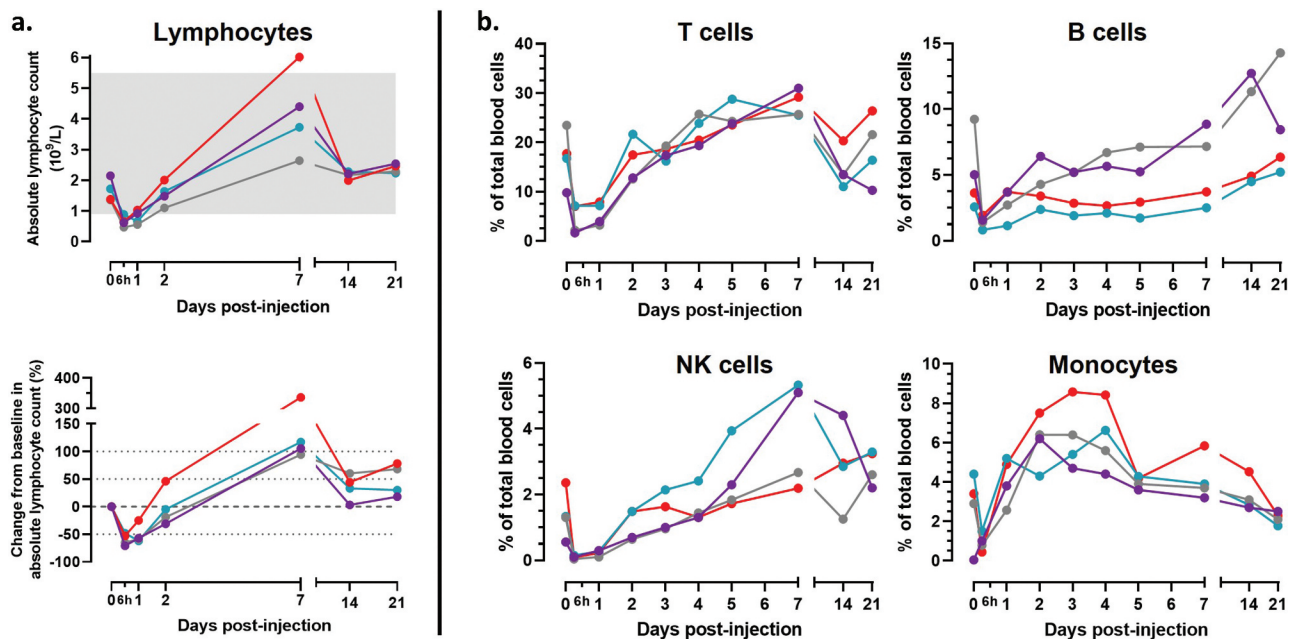 a.
Lymphocytes
Absolute lymphocyte count
(10⁹/L)
6
5
4
3
2
1
0
0 6h 1 2 7 14 21
Days post-injection
Change from baseline in
absolute lymphocyte count (%)
400
300
150
100
50
0
-50
-100
0 6h 1 2 7 14 21
Days post-injection
b.
T cells
% of total blood cells
40
30
20
10
0
0 6h 1 2 3 4 5 7 14 21
Days post-injection
B cells
% of total blood cells
15
10
5
0
0 6h 1 2 3 4 5 7 14 21
Days post-injection
NK cells
% of total blood cells
6
4
2
0
0 6h 1 2 3 4 5 7 14 21
Days post-injection
Monocytes
% of total blood cells
10
8
6
4
2
0
0 6h 1 2 3 4 5 7 14 21
Days post-injection